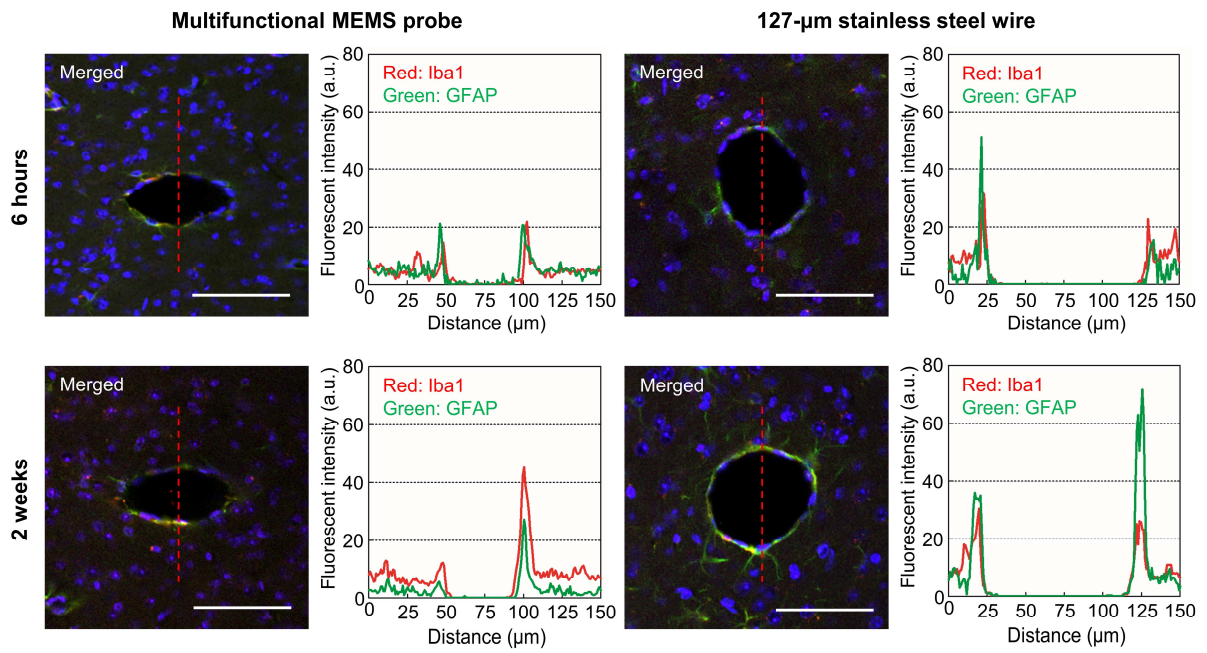 Multifunctional MEMS probe
127-µm stainless steel wire
6 hours
Merged
Fluorescent intensity (a.u.)
80
60
40
20
0
Red: Iba1
Green: GFAP
0 25 50 75 100 125 150
Distance (µm)
Merged
Fluorescent intensity (a.u.)
80
60
40
20
0
Red: Iba1
Green: GFAP
0 25 50 75 100 125 150
Distance (µm)
2 weeks
Merged
Fluorescent intensity (a.u.)
80
60
40
20
0
Red: Iba1
Green: GFAP
0 25 50 75 100 125 150
Distance (µm)
Merged
Fluorescent intensity (a.u.)
80
60
40
20
0
Red: Iba1
Green: GFAP
0 25 50 75 100 125 150
Distance (µm)